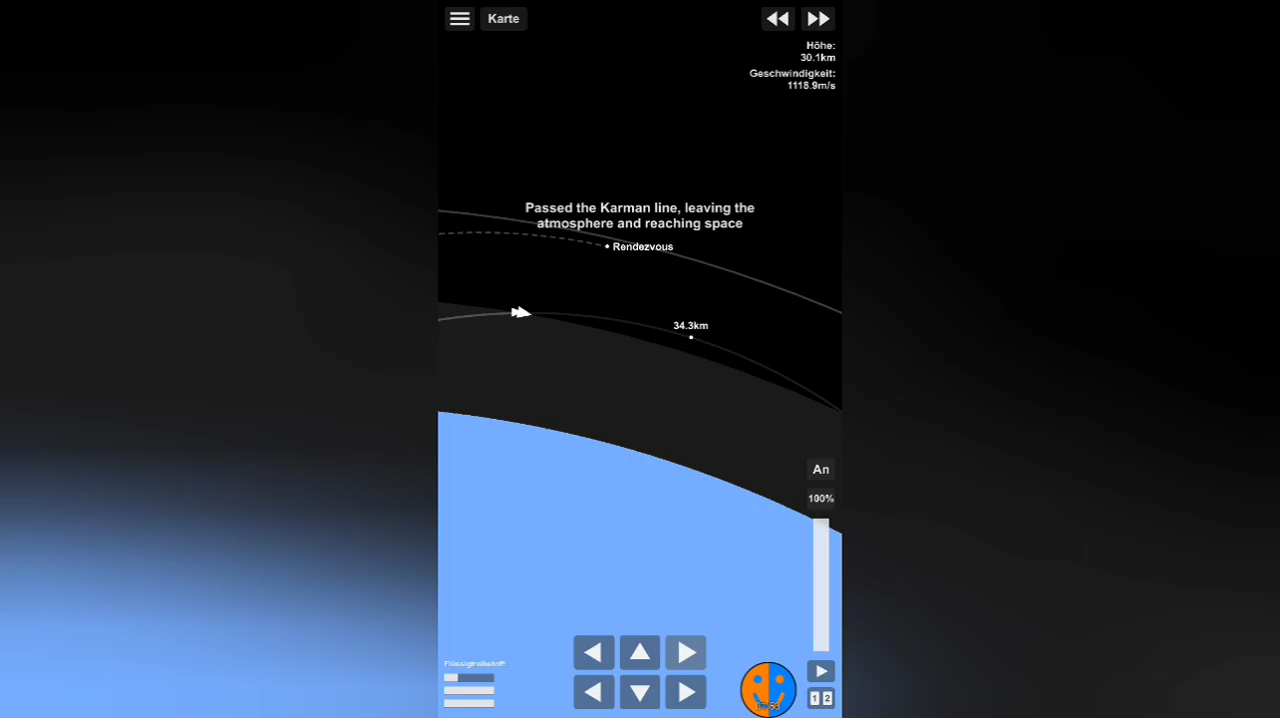 Karte
Höhe:
30.1km
Geschwindigkeit:
1118.9m/s
Passed the Karman line, leaving the
atmosphere and reaching space
Rendezvous
34.3km
An
100%
1 2